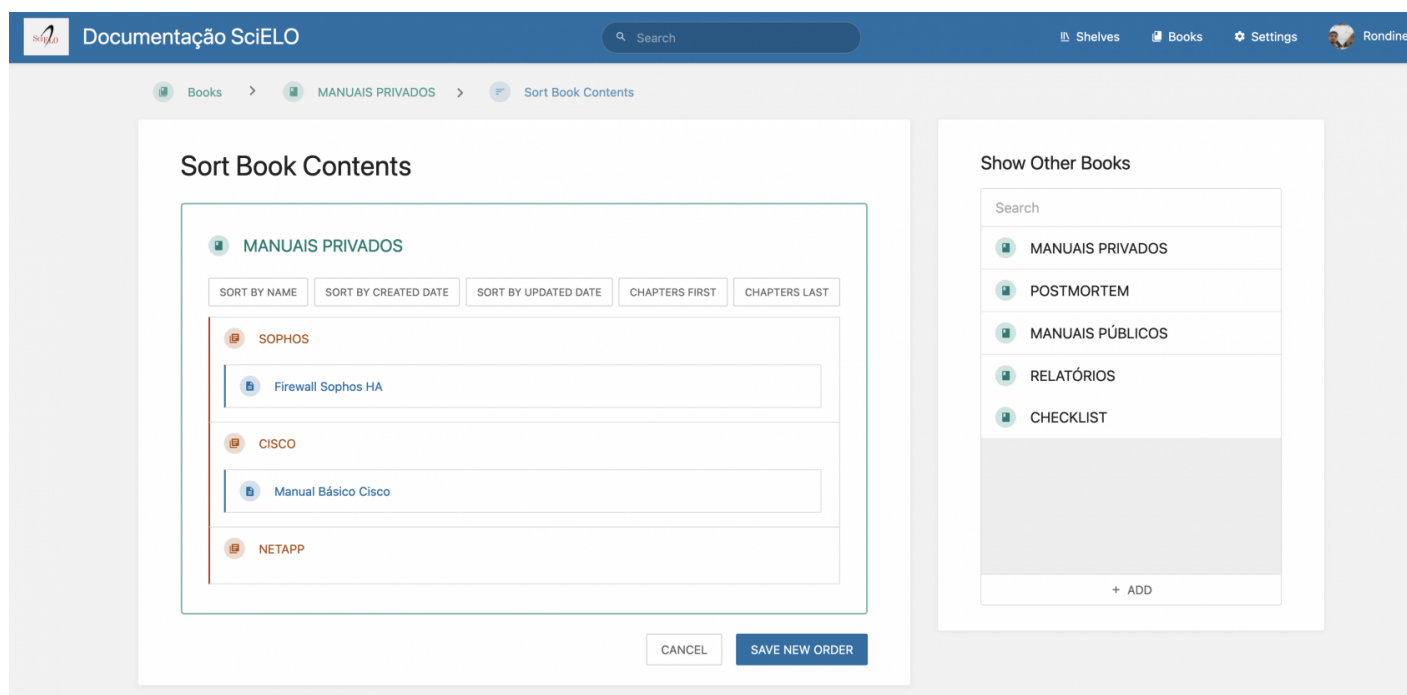 SciELO
Documentação SciELO
Search
Shelves
Books
Settings
Rondine
Books > MANUAIS PRIVADOS > Sort Book Contents
Sort Book Contents
MANUAIS PRIVADOS
SORT BY NAME SORT BY CREATED DATE SORT BY UPDATED DATE CHAPTERS FIRST CHAPTERS LAST
SOPHOS
Firewall Sophos HA
CISCO
Manual Básico Cisco
NETAPP
CANCEL SAVE NEW ORDER
Show Other Books
Search
MANUAIS PRIVADOS
POSTMORTEM
MANUAIS PÚBLICOS
RELATÓRIOS
CHECKLIST
+ ADD